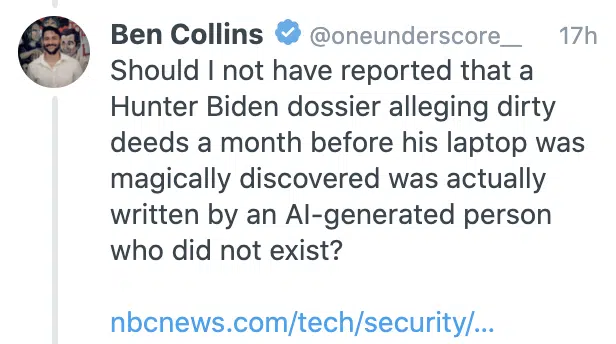 Ben Collins @oneunderscore__ 17h
Should I not have reported that a
Hunter Biden dossier alleging dirty
deeds a month before his laptop was
magically discovered was actually
written by an AI-generated person
who did not exist?
nbcnews.com/tech/security/...